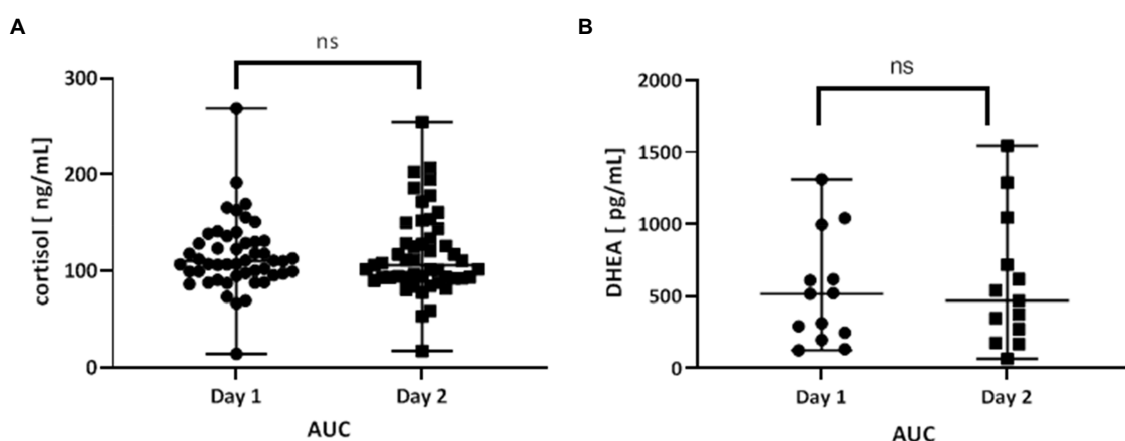 A
ns
300
200
100
0
cortisol [ ng/mL]
Day 1
Day 2
AUC
B
ns
2000
1500
1000
500
0
DHEA [ pg/mL]
Day 1
Day 2
AUC